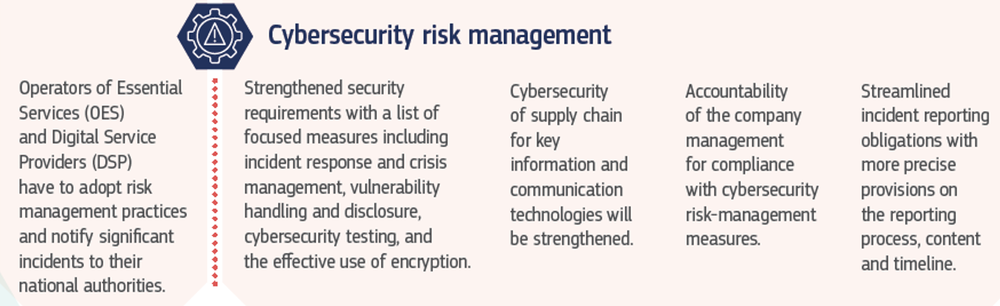 Cybersecurity risk management
Operators of Essential
Services (OES)
and Digital Service
Providers (DSP)
have to adopt risk
management practices
and notify significant
incidents to their
national authorities.
Strengthened security
requirements with a list of
focused measures including
incident response and crisis
management, vulnerability
handling and disclosure,
cybersecurity testing, and
the effective use of encryption.
Cybersecurity
of supply chain
for key
information and
communication
technologies will
be strengthened.
Accountability
of the company
management
for compliance
with cybersecurity
risk-management
measures.
Streamlined
incident reporting
obligations with
more precise
provisions on
the reporting
process, content
and timeline.